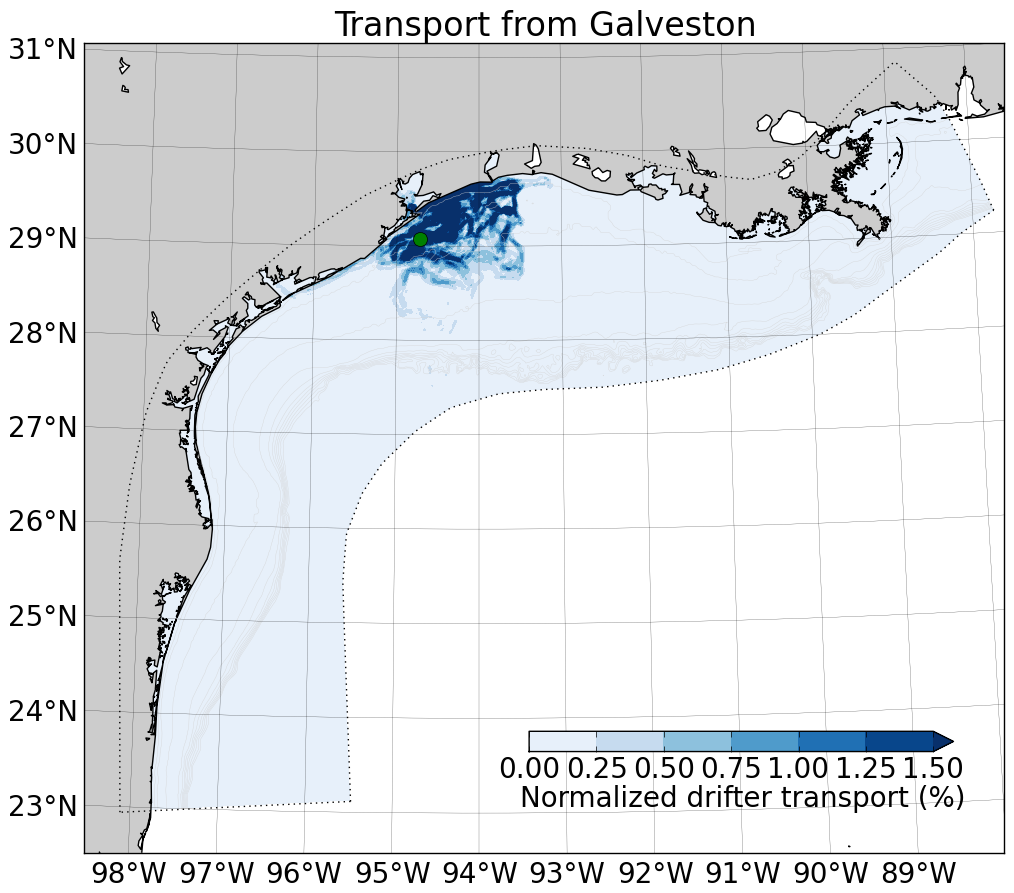 Transport from Galveston
31°N
30°N
29°N
28°N
27°N
26°N
25°N
24°N
23°N
0.00 0.25 0.50 0.75 1.00 1.25 1.50
Normalized drifter transport (%)
98°W 97°W 96°W 95°W 94°W 93°W 92°W 91°W 90°W 89°W